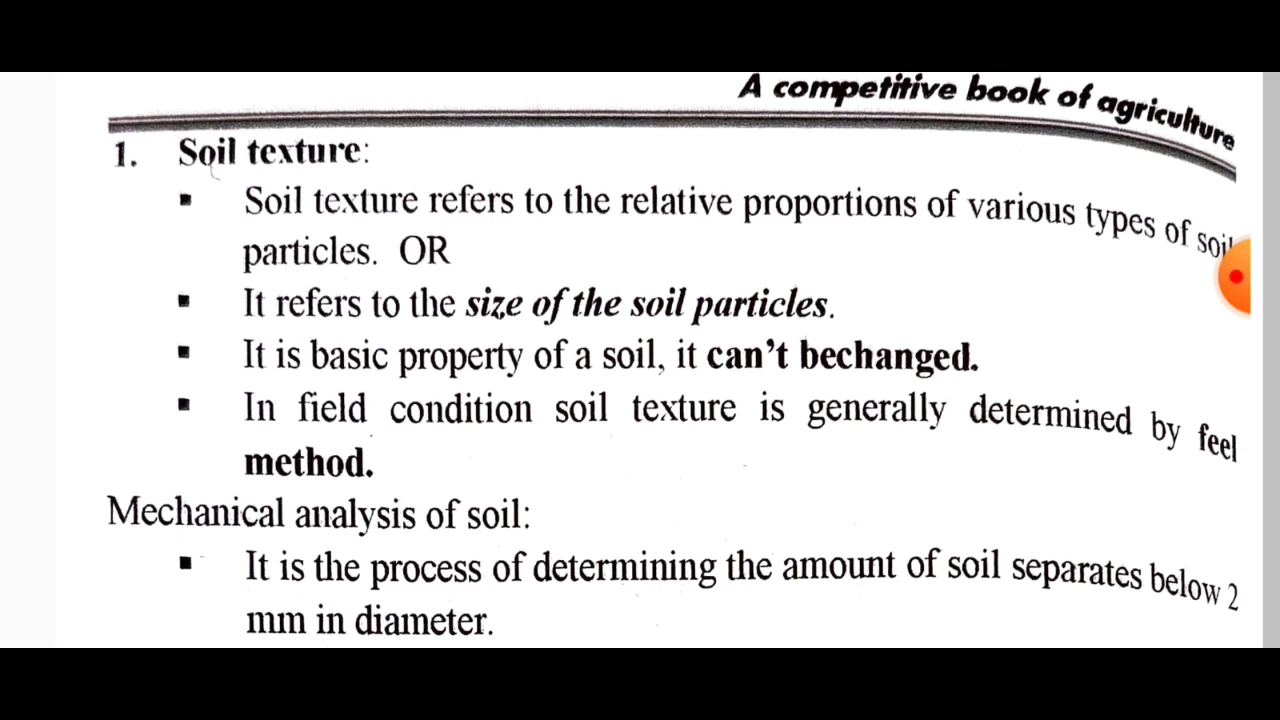 A competitive book of agriculture
1. Soil texture:
▪ Soil texture refers to the relative proportions of various types of soil
particles. OR
▪ It refers to the size of the soil particles.
▪ It is basic property of a soil, it can't bechanged.
▪ In field condition soil texture is generally determined by feel
method.
Mechanical analysis of soil:
▪ It is the process of determining the amount of soil separates below 2
mm in diameter.